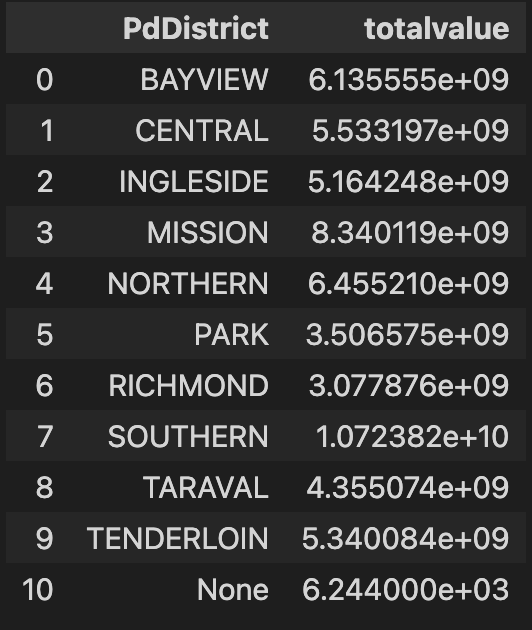 PdDistrict totalvalue
0 BAYVIEW 6.135555e+09
1 CENTRAL 5.533197e+09
2 INGLESIDE 5.164248e+09
3 MISSION 8.340119e+09
4 NORTHERN 6.455210e+09
5 PARK 3.506575e+09
6 RICHMOND 3.077876e+09
7 SOUTHERN 1.072382e+10
8 TARAVAL 4.355074e+09
9 TENDERLOIN 5.340084e+09
10 None 6.244000e+03